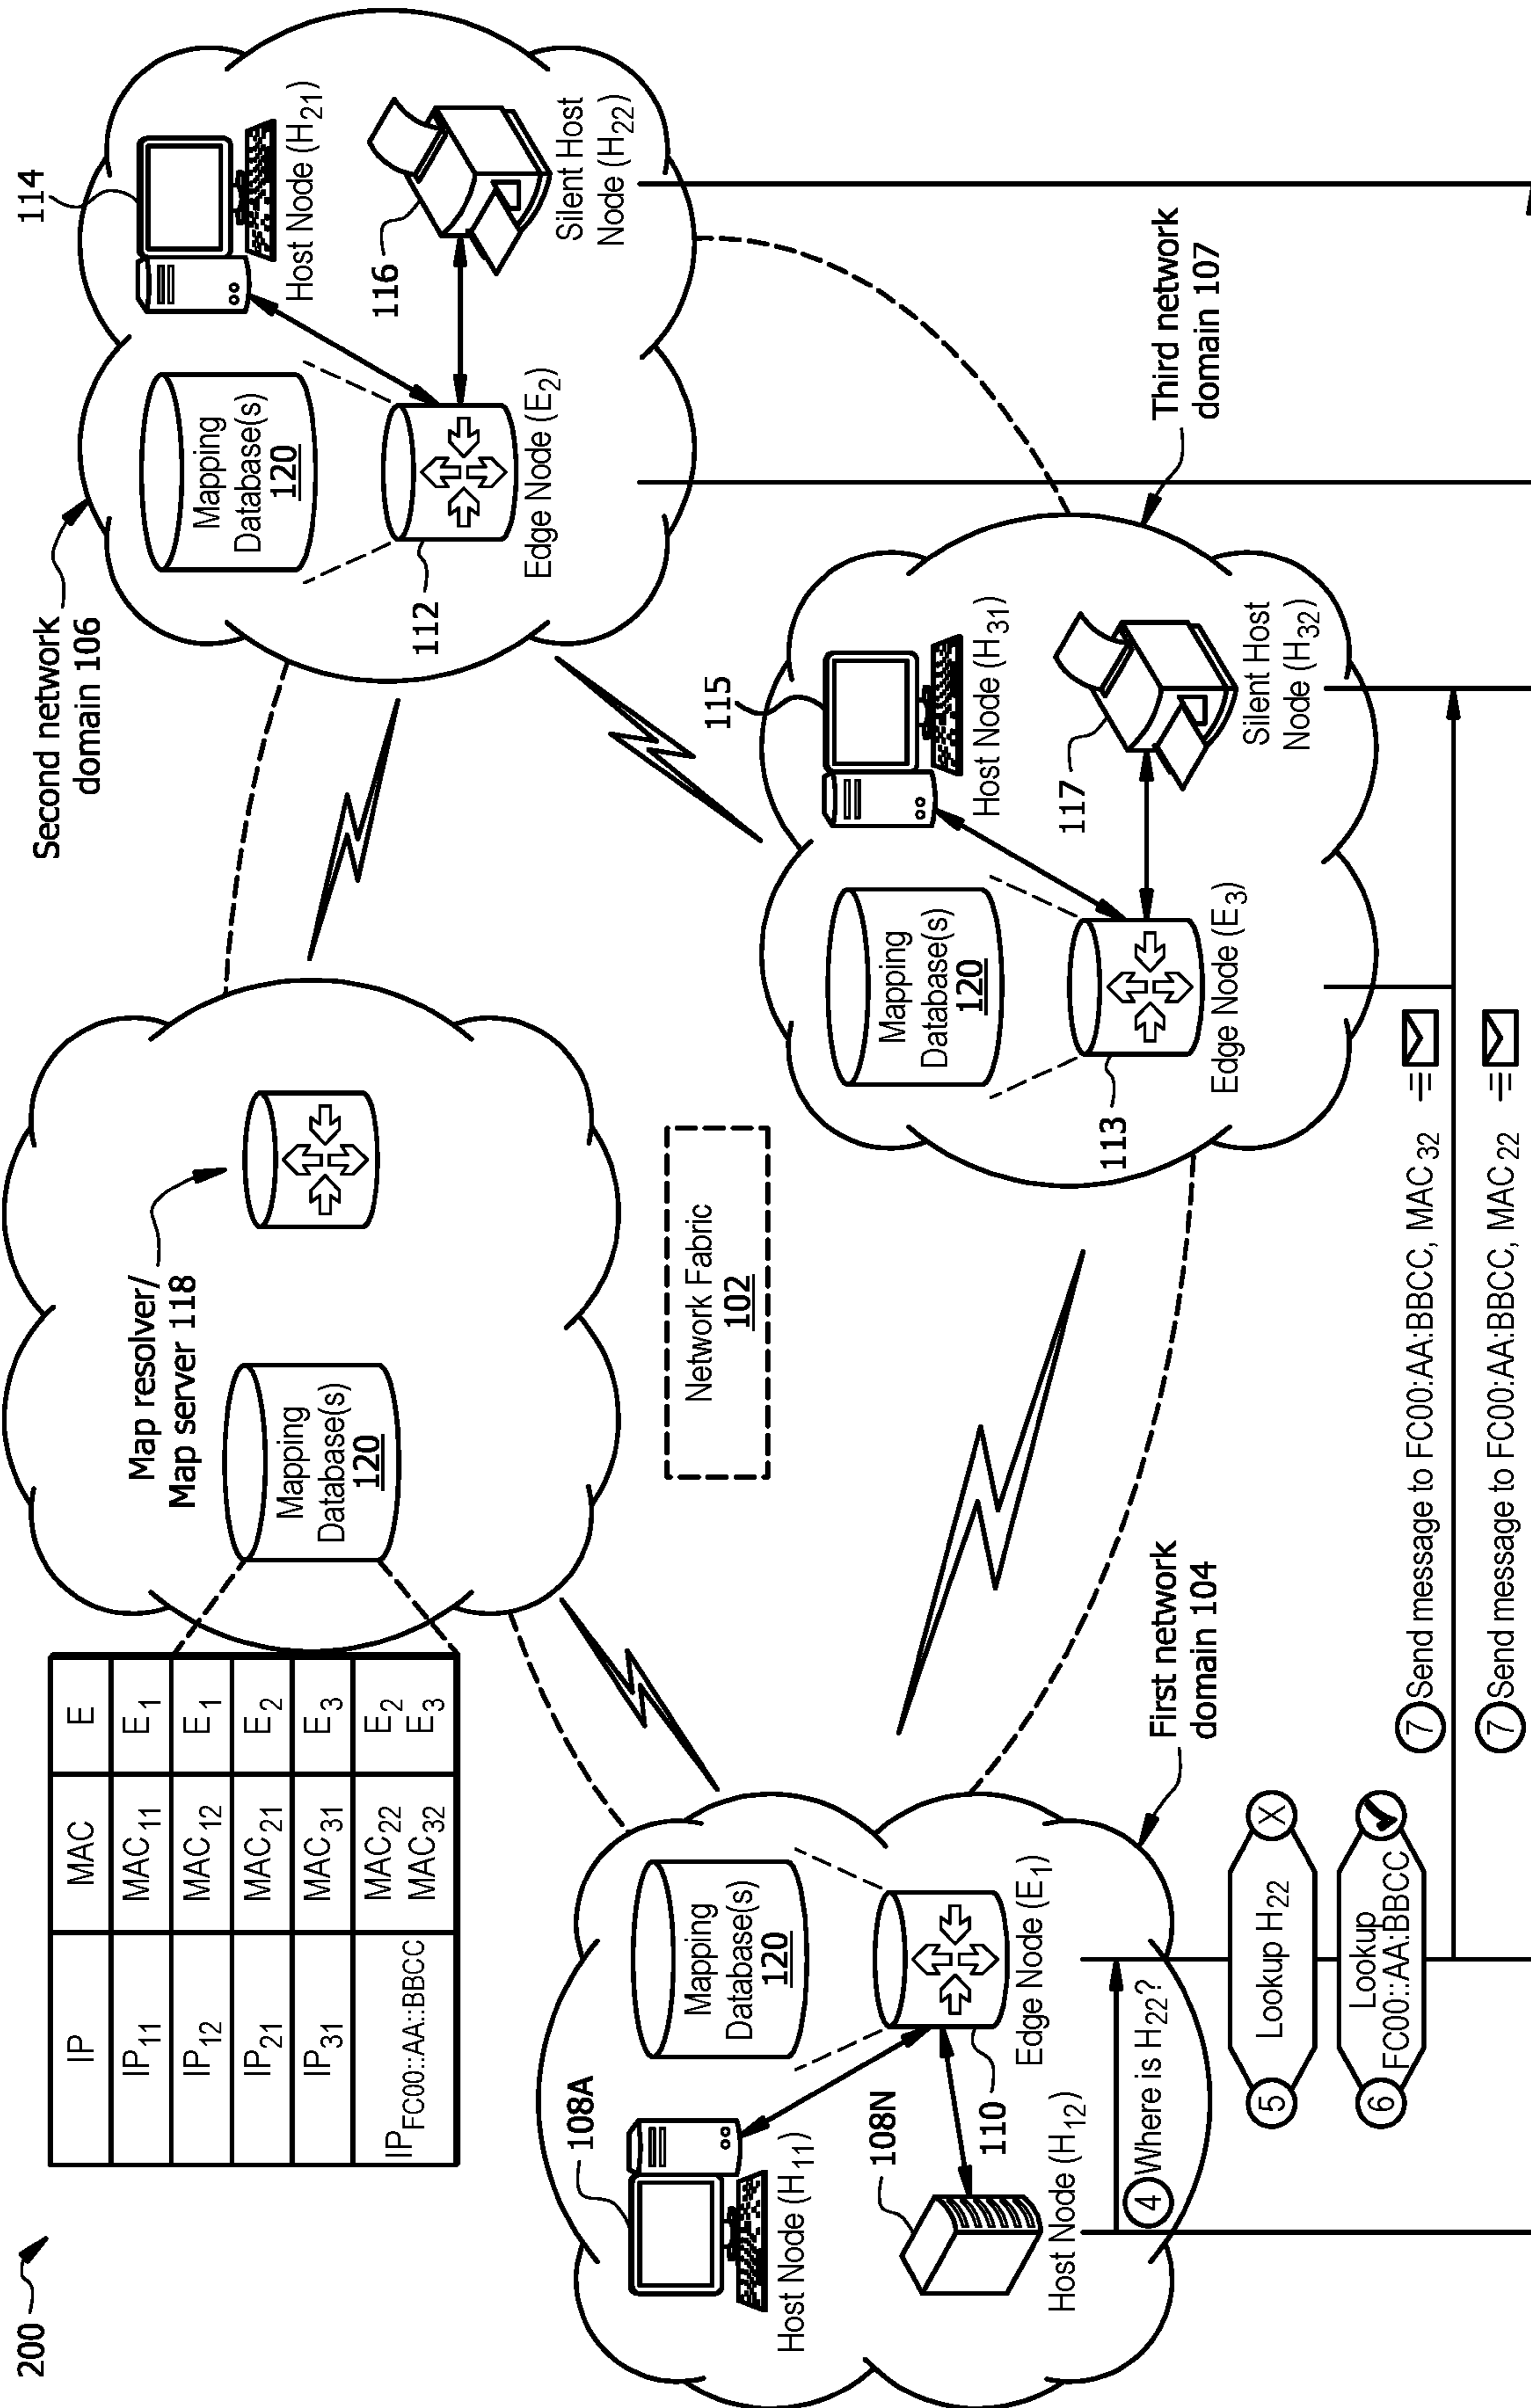 200
IP MAC E
IP11 MAC11 E1
IP12 MAC12 E1
IP21 MAC21 E2
IP31 MAC31 E3
IPFC00::AA::BBCC MAC22 E2
MAC32 E3
Map resolver/
Map server 118
Mapping
Database(s)
120
Second network
domain 106
114
Mapping
Database(s)
120
Host Node (H21)
116
112
Edge Node (E2)
Silent Host
Node (H22)
Network Fabric
102
108A
Host Node (H11)
Mapping
Database(s)
120
108N
110
Host Node (H12)
Edge Node (E1)
First network
domain 104
115
Mapping
Database(s)
120
Host Node (H31)
117
113
Edge Node (E3)
Silent Host
Node (H32)
Third network
domain 107
4 Where is H22?
5 Lookup H22 X
6 Lookup
FC00::AA:BBCC
7 Send message to FC00:AA:BBCC, MAC32
7 Send message to FC00:AA:BBCC, MAC22